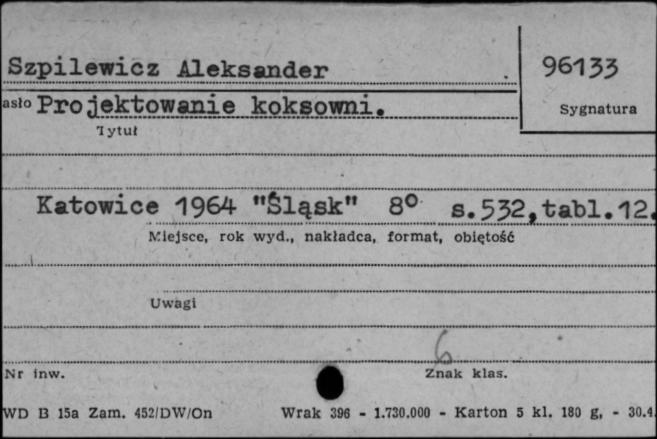 Szpilewicz Aleksander
96133
asło Projektowanie koksowni.
Sygnatura
Tytuł
Katowice 1964 "Śląsk" 8° s.532, tabl.12.
Miejsce, rok wyd., nakładca, format, objętość
Uwagi
6
Nr inw.
Znak klas.
WD B 15a Zam. 452/DW/On Wrak 396 - 1.730.000 - Karton 5 kl. 180 g, - 30.4.